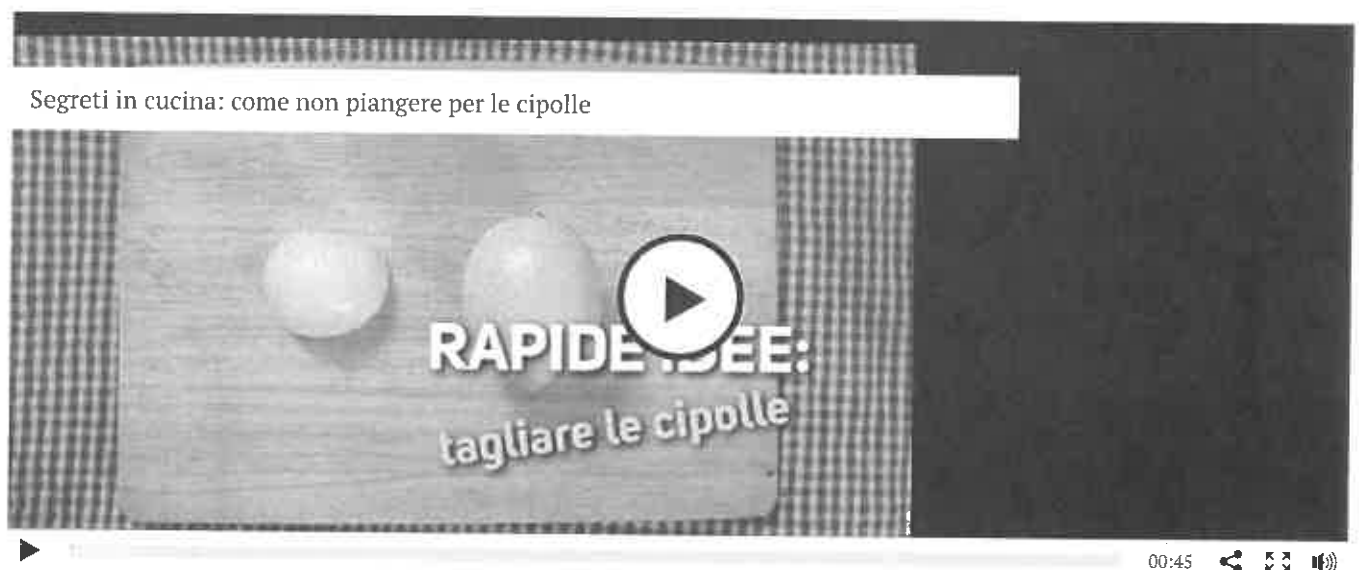 Segreti in cucina: come non piangere per le cipolle
RAPIDE IDEE:
tagliare le cipolle
00:45